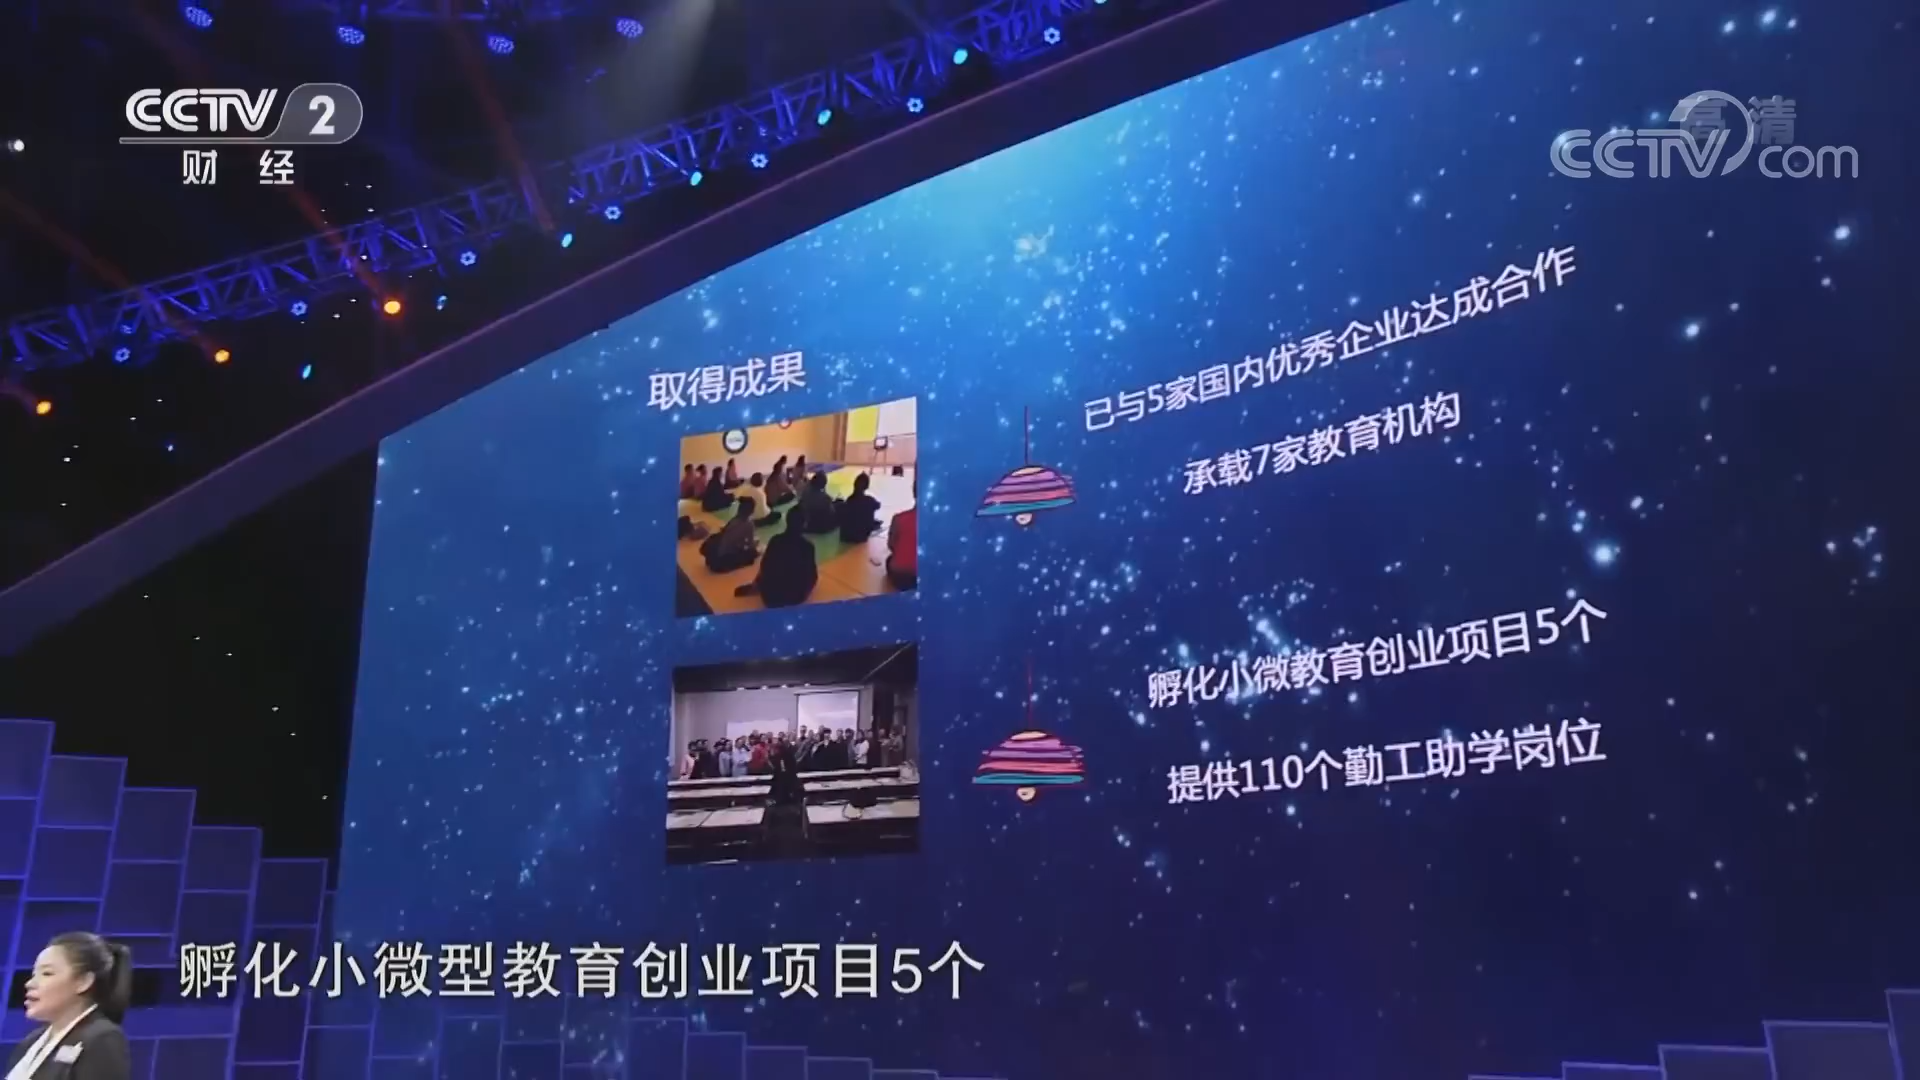 CCTV 2
财 经
高清
CCTV.com
取得成果
已与5家国内优秀企业达成合作
承载7家教育机构
孵化小微教育创业项目5个
提供110个勤工助学岗位
孵化小微型教育创业项目5个